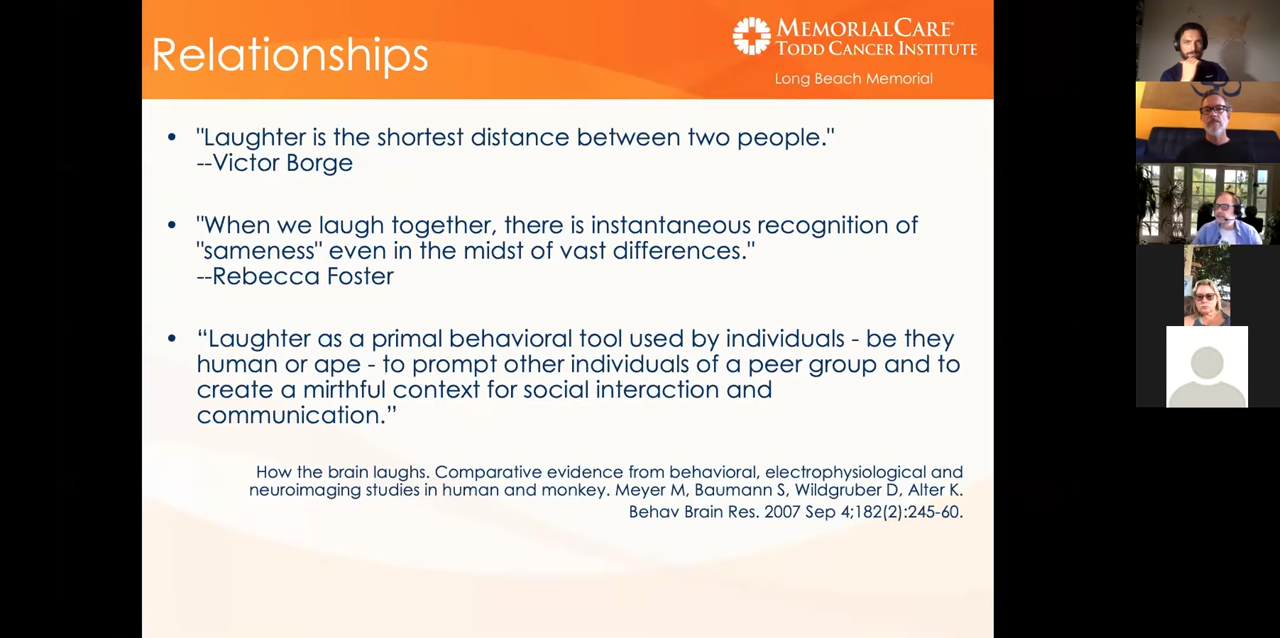 Relationships
MEMORIALCARE®
TODD CANCER INSTITUTE
Long Beach Memorial
• "Laughter is the shortest distance between two people."
--Victor Borge
• "When we laugh together, there is instantaneous recognition of
"sameness" even in the midst of vast differences."
--Rebecca Foster
• “Laughter as a primal behavioral tool used by individuals - be they
human or ape - to prompt other individuals of a peer group and to
create a mirthful context for social interaction and
communication.”
How the brain laughs. Comparative evidence from behavioral, electrophysiological and
neuroimaging studies in human and monkey. Meyer M, Baumann S, Wildgruber D, Alter K.
Behav Brain Res. 2007 Sep 4;182(2):245-60.